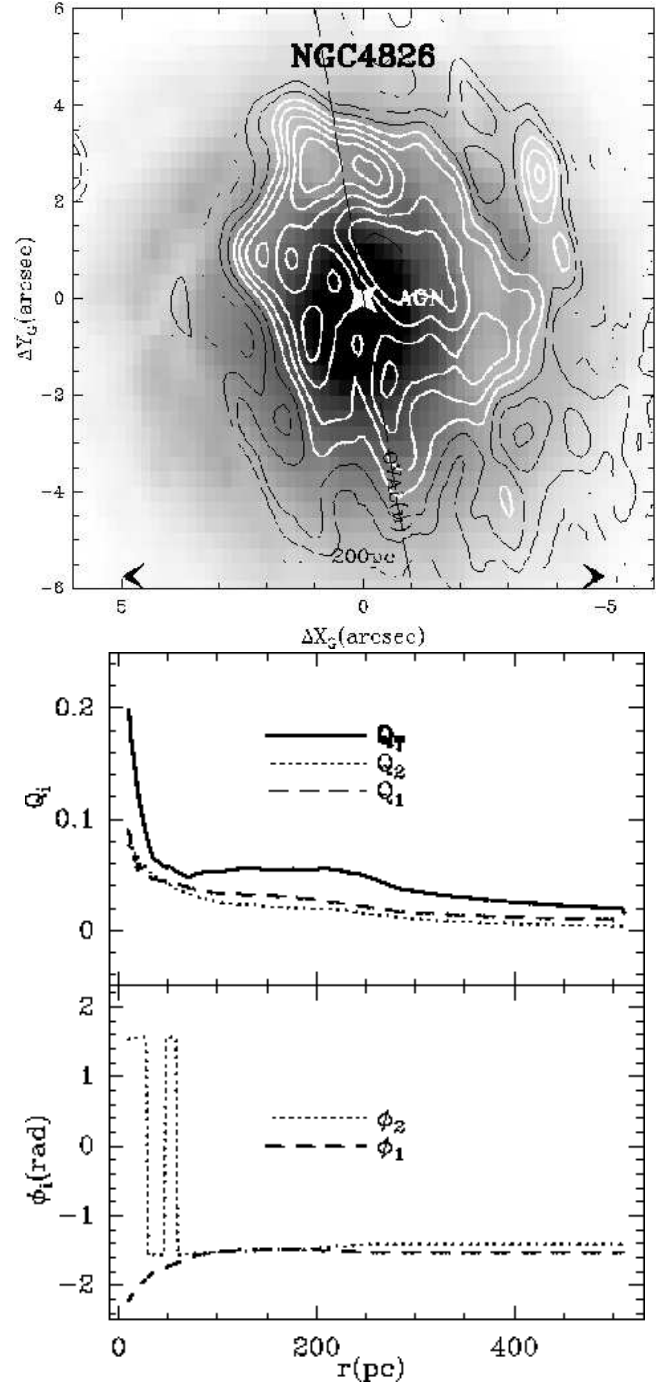 NGC4826
6
4
2
0
−2
−4
−6
ΔY_G(arcsec)
AGN
200pc
5 0 −5
ΔX_G(arcsec)
0.2
0.1
0
Q_i
Q_T
Q_2
Q_1
2
1
0
−1
−2
ϕ_i(rad)
ϕ_2
ϕ_1
0 200 400
r(pc)